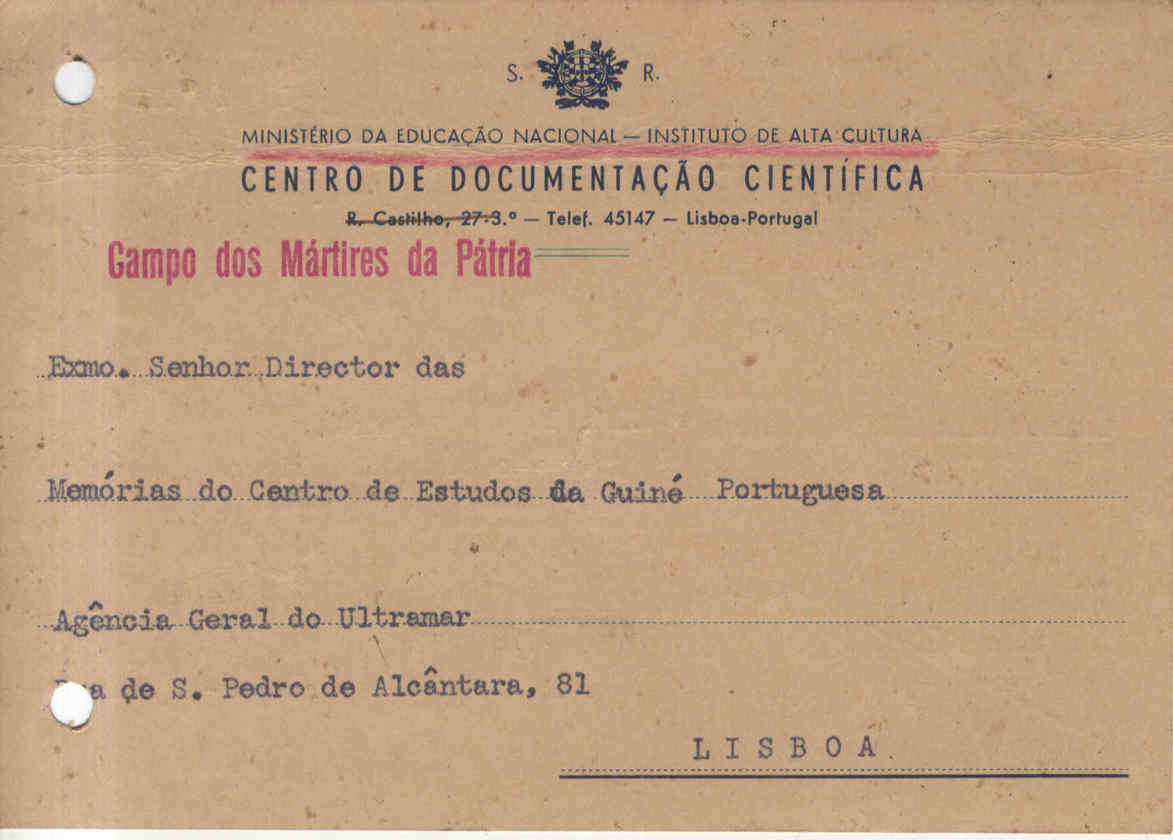 S. R.
MINISTÉRIO DA EDUCAÇÃO NACIONAL — INSTITUTO DE ALTA CULTURA
CENTRO DE DOCUMENTAÇÃO CIENTÍFICA
R. Castilho, 27-3.º — Telef. 45147 — Lisboa-Portugal
Campo dos Mártires da Pátria
Exmo. Senhor Director das
Memórias do Centro de Estudos da Guiné Portuguesa
Agência Geral do Ultramar
Rua de S. Pedro de Alcântara, 81
LISBOA